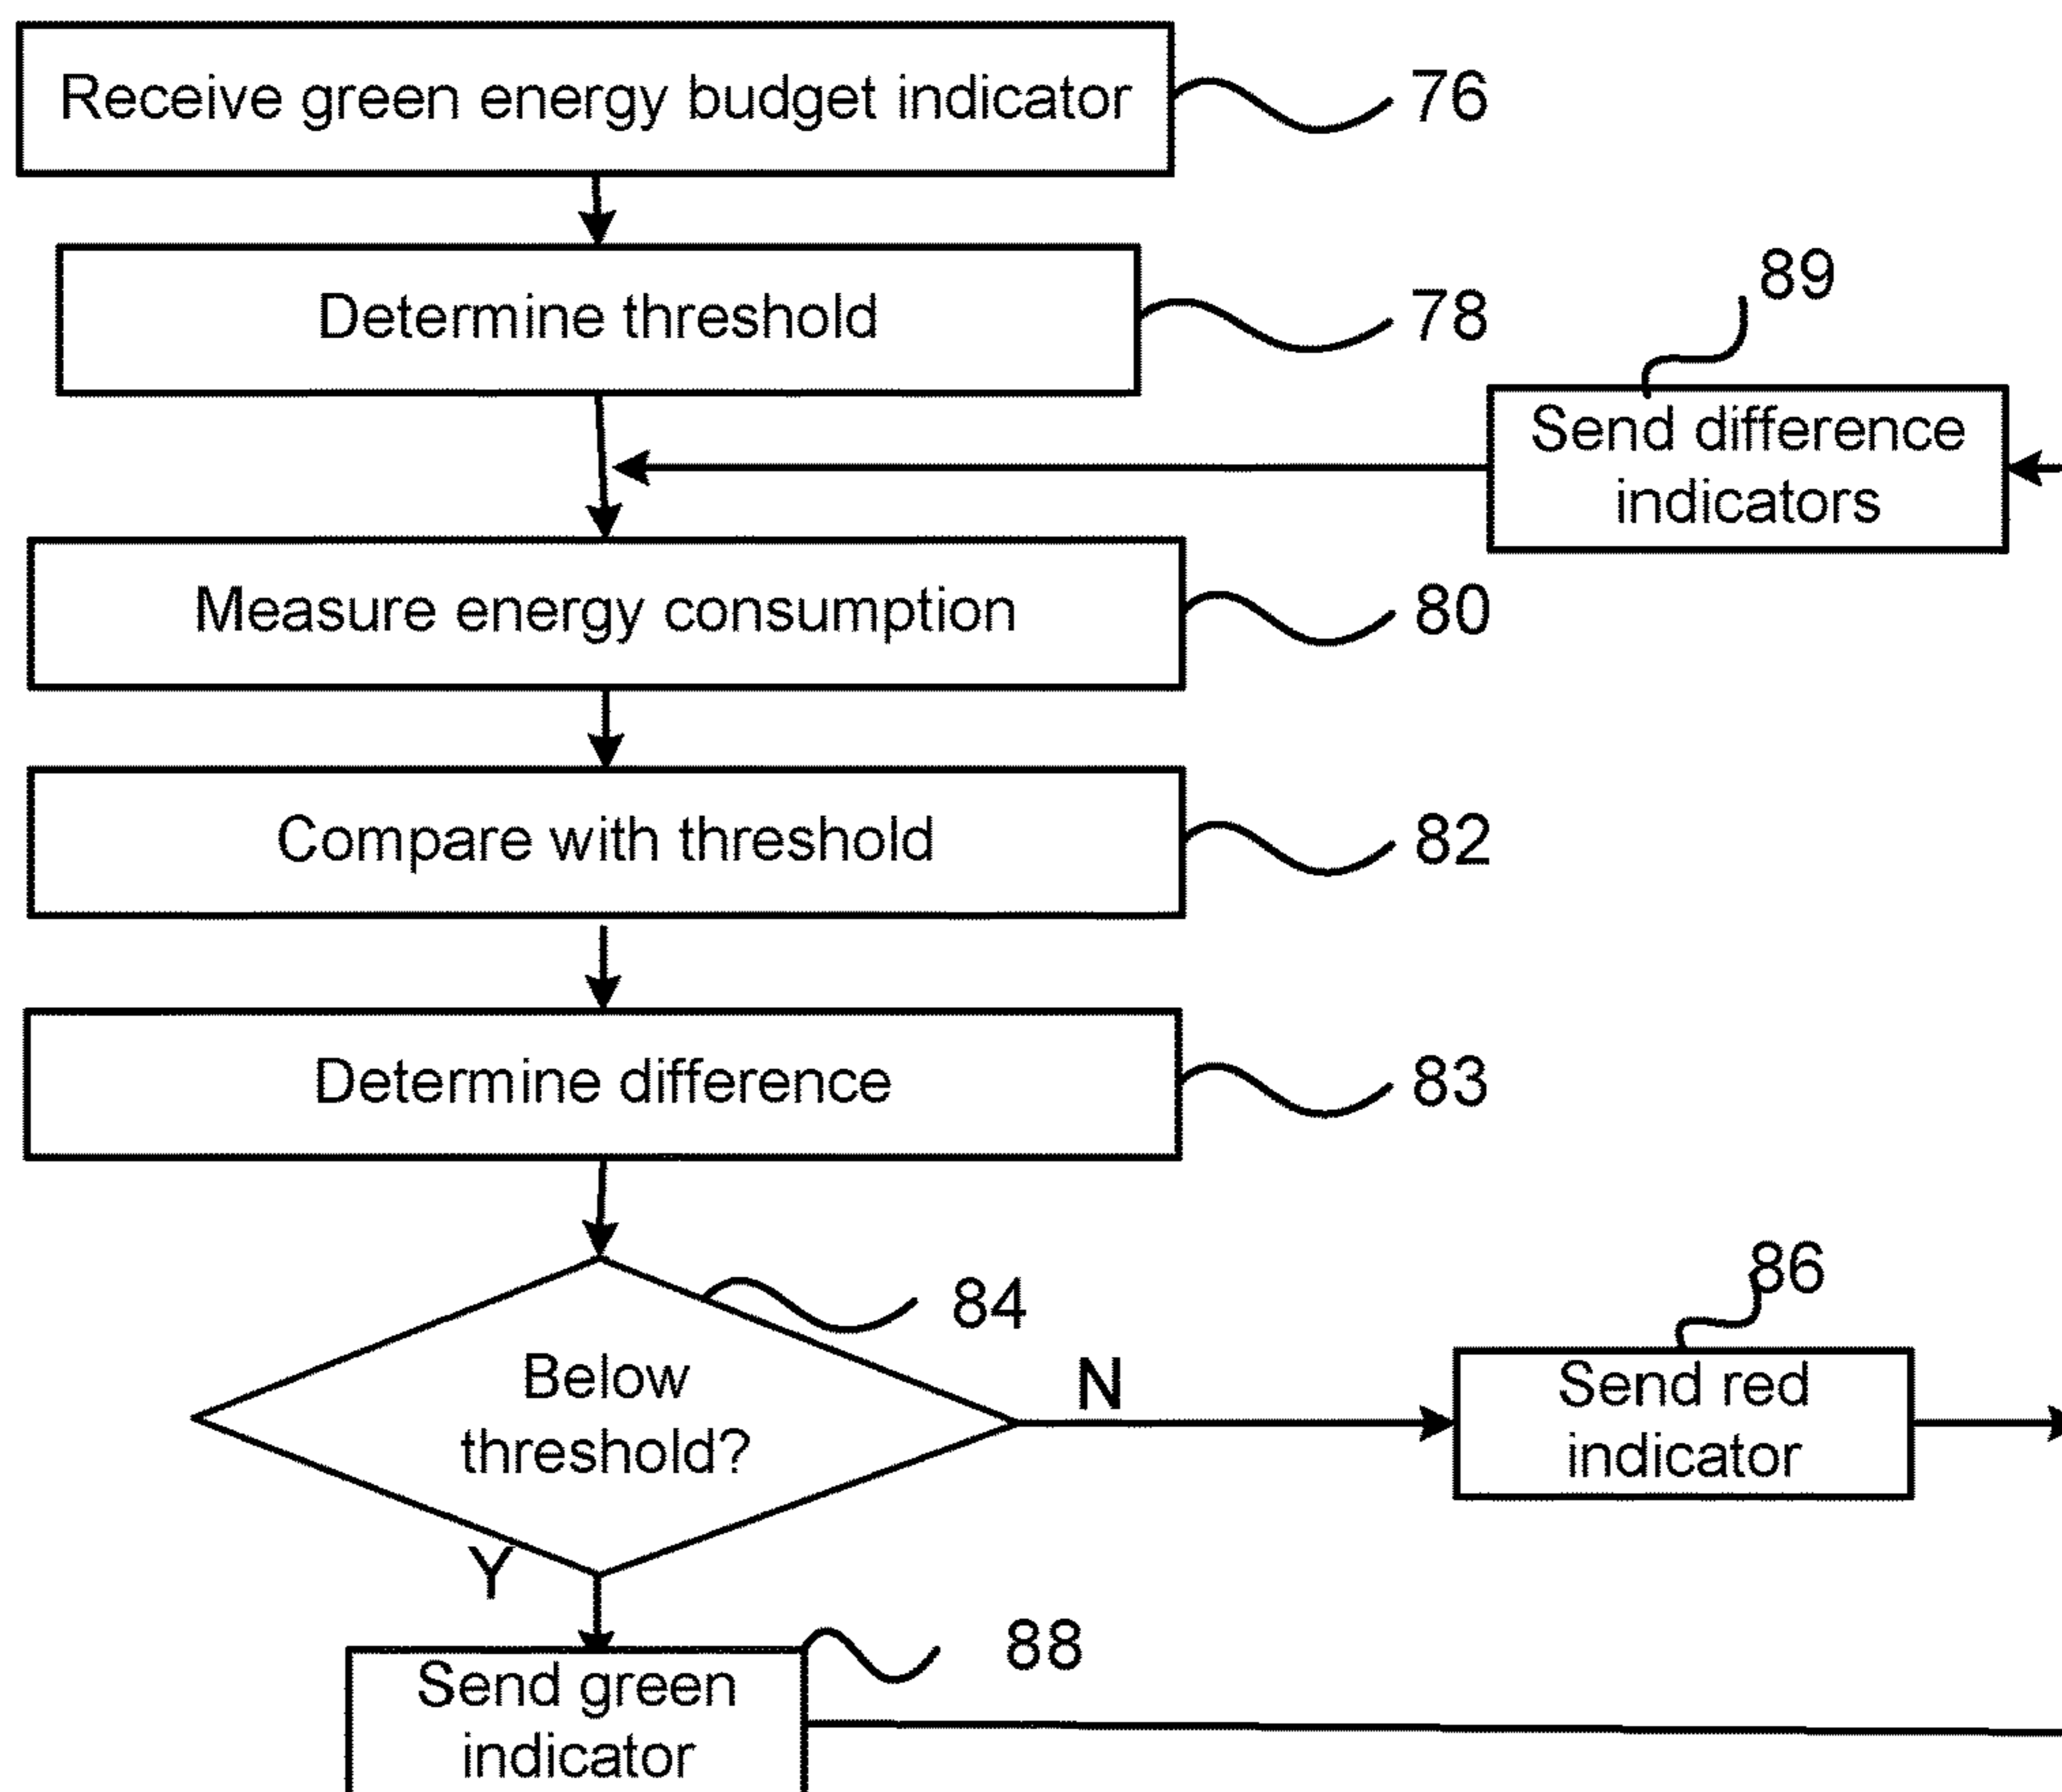 Receive green energy budget indicator
76
Determine threshold
78
89
Send difference
indicators
Measure energy consumption
80
Compare with threshold
82
Determine difference
83
84
Below
threshold?
N
86
Send red
indicator
Y
88
Send green
indicator